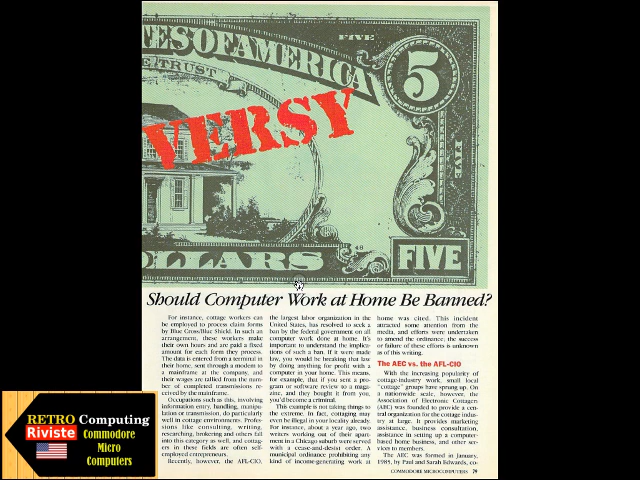 TES OF AMERICA
FIVE
5
E TRUST
VERSY
FIVE
OLLARS
FIVE
Should Computer Work at Home Be Banned?
For instance, cottage workers can
be employed to process claim forms
by Blue Cross/Blue Shield. In such an
arrangement, these workers make
their own hours and are paid a fixed
amount for each form they process.
The data is entered from a terminal in
their home, sent through a modem to
a mainframe at the company, and
their wages are tallied from the num-
ber of completed transmissions re-
ceived by the mainframe.
Occupations such as this, involving
information entry, handling, manipu-
lation or transmission, do particularly
well in cottage environments. Profes-
sions like consulting, writing,
researching, brokering and others fall
into this category as well, and cottag-
ers in these fields are often self-
employed entrepreneurs.
Recently, however, the AFL-CIO,
the largest labor organization in the
United States, has resolved to seek a
ban by the federal government on all
computer work done at home. It's
important to understand the implica-
tions of such a ban. If it were made
law, you would be breaking that law
by doing anything for profit with a
computer in your home. This means,
for example, that if you sent a pro-
gram or software review to a maga-
zine, and they bought it from you,
you'd become a criminal.
This example is not taking things to
the extreme. In fact, cottaging may
even be illegal in your locality already.
For instance, about a year ago, two
writers working out of their apart-
ment in a Chicago suburb were served
with a cease-and-desist order. A
municipal ordinance prohibiting any
kind of income-generating work at
home was cited. This incident
attracted some attention from the
media, and efforts were undertaken
to amend the ordinance; the success
or failure of these efforts is unknown
as of this writing.
The AEC vs. the AFL-CIO
With the increasing popularity of
cottage-industry work, small local
"cottage" groups have sprung up. On
a nationwide scale, however, the
Association of Electronic Cottagers
(AEC) was founded to provide a cen-
tral organization for the cottage indus-
try at large. It provides marketing
assistance, business consulting,
assistance in setting up a computer-
based home business, and other ser-
vices to members.
The AEC was formed in January,
1985, by Paul and Sarah Edwards, co-
COMMODORE MICROCOMPUTERS 79
RETRO Computing
Riviste Commodore
Micro
Computers